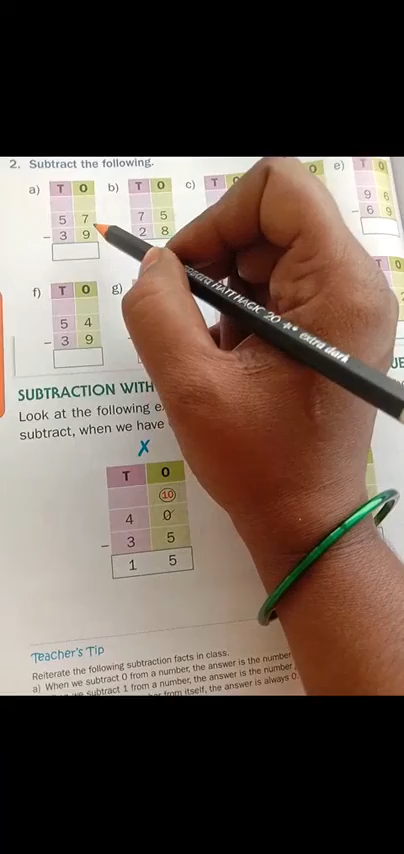 2. Subtract the following.
a) T O b) T O c) T O e) T O
5 7 7 5 9 6
- 3 9 2 8 - 6 9
f) T O g) T O
5 4
- 3 9
SUBTRACTION WITH
Look at the following
subtract, when we have
X
T O
10
4 0
- 3 5
1 5
MATTMAGIC 2.0 extra dark
Teacher's Tip
Reiterate the following subtraction facts in class.
a) When we subtract 0 from a number, the answer is the number
subtract 1 from a number, the answer is the number
from itself, the answer is always 0.